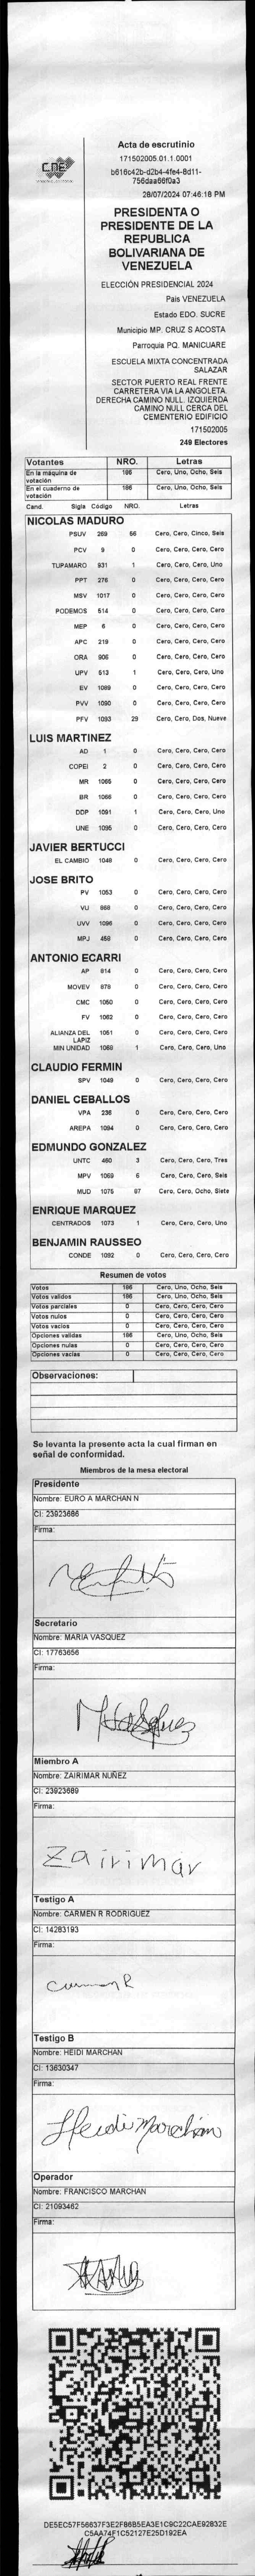 CNE
Acta de escrutinio
171502005.01.1.0001
b616c42b-d2b4-4fe4-8d11-
756daa66f0a3
28/07/2024 07:46:18 PM
PRESIDENTA O
PRESIDENTE DE LA
REPUBLICA
BOLIVARIANA DE
VENEZUELA
ELECCIÓN PRESIDENCIAL 2024
Pais VENEZUELA
Estado EDO. SUCRE
Municipio MP. CRUZ S ACOSTA
Parroquia PQ. MANICUARE
ESCUELA MIXTA CONCENTRADA
SALAZAR
SECTOR PUERTO REAL FRENTE
CARRETERA VIA LA ANGOLETA.
DERECHA CAMINO NULL. IZQUIERDA
CAMINO NULL CERCA DEL
CEMENTERIO EDIFICIO
171502005
249 Electores
Votantes NRO. Letras
En la máquina de votación 186 Cero, Uno, Ocho, Seis
En el cuaderno de votación 186 Cero, Uno, Ocho, Seis
Cand. Sigla Código NRO. Letras
NICOLAS MADURO
PSUV 269 56 Cero, Cero, Cinco, Seis
PCV 9 0 Cero, Cero, Cero, Cero
TUPAMARO 931 1 Cero, Cero, Cero, Uno
PPT 276 0 Cero, Cero, Cero, Cero
MSV 1017 0 Cero, Cero, Cero, Cero
PODEMOS 514 0 Cero, Cero, Cero, Cero
MEP 6 0 Cero, Cero, Cero, Cero
APC 219 0 Cero, Cero, Cero, Cero
ORA 906 0 Cero, Cero, Cero, Cero
UPV 513 1 Cero, Cero, Cero, Uno
EV 1089 0 Cero, Cero, Cero, Cero
PVV 1090 0 Cero, Cero, Cero, Cero
PFV 1093 29 Cero, Cero, Dos, Nueve
LUIS MARTINEZ
AD 1 0 Cero, Cero, Cero, Cero
COPEI 2 0 Cero, Cero, Cero, Cero
MR 1065 0 Cero, Cero, Cero, Cero
BR 1066 0 Cero, Cero, Cero, Cero
DDP 1091 1 Cero, Cero, Cero, Uno
UNE 1095 0 Cero, Cero, Cero, Cero
JAVIER BERTUCCI
EL CAMBIO 1048 0 Cero, Cero, Cero, Cero
JOSE BRITO
PV 1053 0 Cero, Cero, Cero, Cero
VU 868 0 Cero, Cero, Cero, Cero
UVV 1096 0 Cero, Cero, Cero, Cero
MPJ 458 0 Cero, Cero, Cero, Cero
ANTONIO ECARRI
AP 814 0 Cero, Cero, Cero, Cero
MOVEV 878 0 Cero, Cero, Cero, Cero
CMC 1050 0 Cero, Cero, Cero, Cero
FV 1062 0 Cero, Cero, Cero, Cero
ALIANZA DEL LAPIZ 1051 0 Cero, Cero, Cero, Cero
MIN UNIDAD 1068 1 Cero, Cero, Cero, Uno
CLAUDIO FERMIN
SPV 1049 0 Cero, Cero, Cero, Cero
DANIEL CEBALLOS
VPA 236 0 Cero, Cero, Cero, Cero
AREPA 1094 0 Cero, Cero, Cero, Cero
EDMUNDO GONZALEZ
UNTC 460 3 Cero, Cero, Cero, Tres
MPV 1069 6 Cero, Cero, Cero, Seis
MUD 1075 87 Cero, Cero, Ocho, Siete
ENRIQUE MARQUEZ
CENTRADOS 1073 1 Cero, Cero, Cero, Uno
BENJAMIN RAUSSEO
CONDE 1092 0 Cero, Cero, Cero, Cero
Resumen de votos
Votos 186 Cero, Uno, Ocho, Seis
Votos validos 186 Cero, Uno, Ocho, Seis
Votos parciales 0 Cero, Cero, Cero, Cero
Votos nulos 0 Cero, Cero, Cero, Cero
Votos vacios 0 Cero, Cero, Cero, Cero
Opciones validas 186 Cero, Uno, Ocho, Seis
Opciones nulas 0 Cero, Cero, Cero, Cero
Opciones vacias 0 Cero, Cero, Cero, Cero
Observaciones:
Se levanta la presente acta la cual firman en
señal de conformidad.
Miembros de la mesa electoral
Presidente
Nombre: EURO A MARCHAN N
CI: 23923686
Firma:
Secretario
Nombre: MARIA VASQUEZ
CI: 17763656
Firma:
Miembro A
Nombre: ZAIRIMAR NUÑEZ
CI: 23923689
Firma:
Zairimar
Testigo A
Nombre: CARMEN R RODRIGUEZ
CI: 14283193
Firma:
Carmen R
Testigo B
Nombre: HEIDI MARCHAN
CI: 13630347
Firma:
Heidi Marchan
Operador
Nombre: FRANCISCO MARCHAN
CI: 21093462
Firma:
DE5EC57F56637F3E2F86B5EA3E1C9C22CAE92832E
C5AA74F1C52127E25D192EA